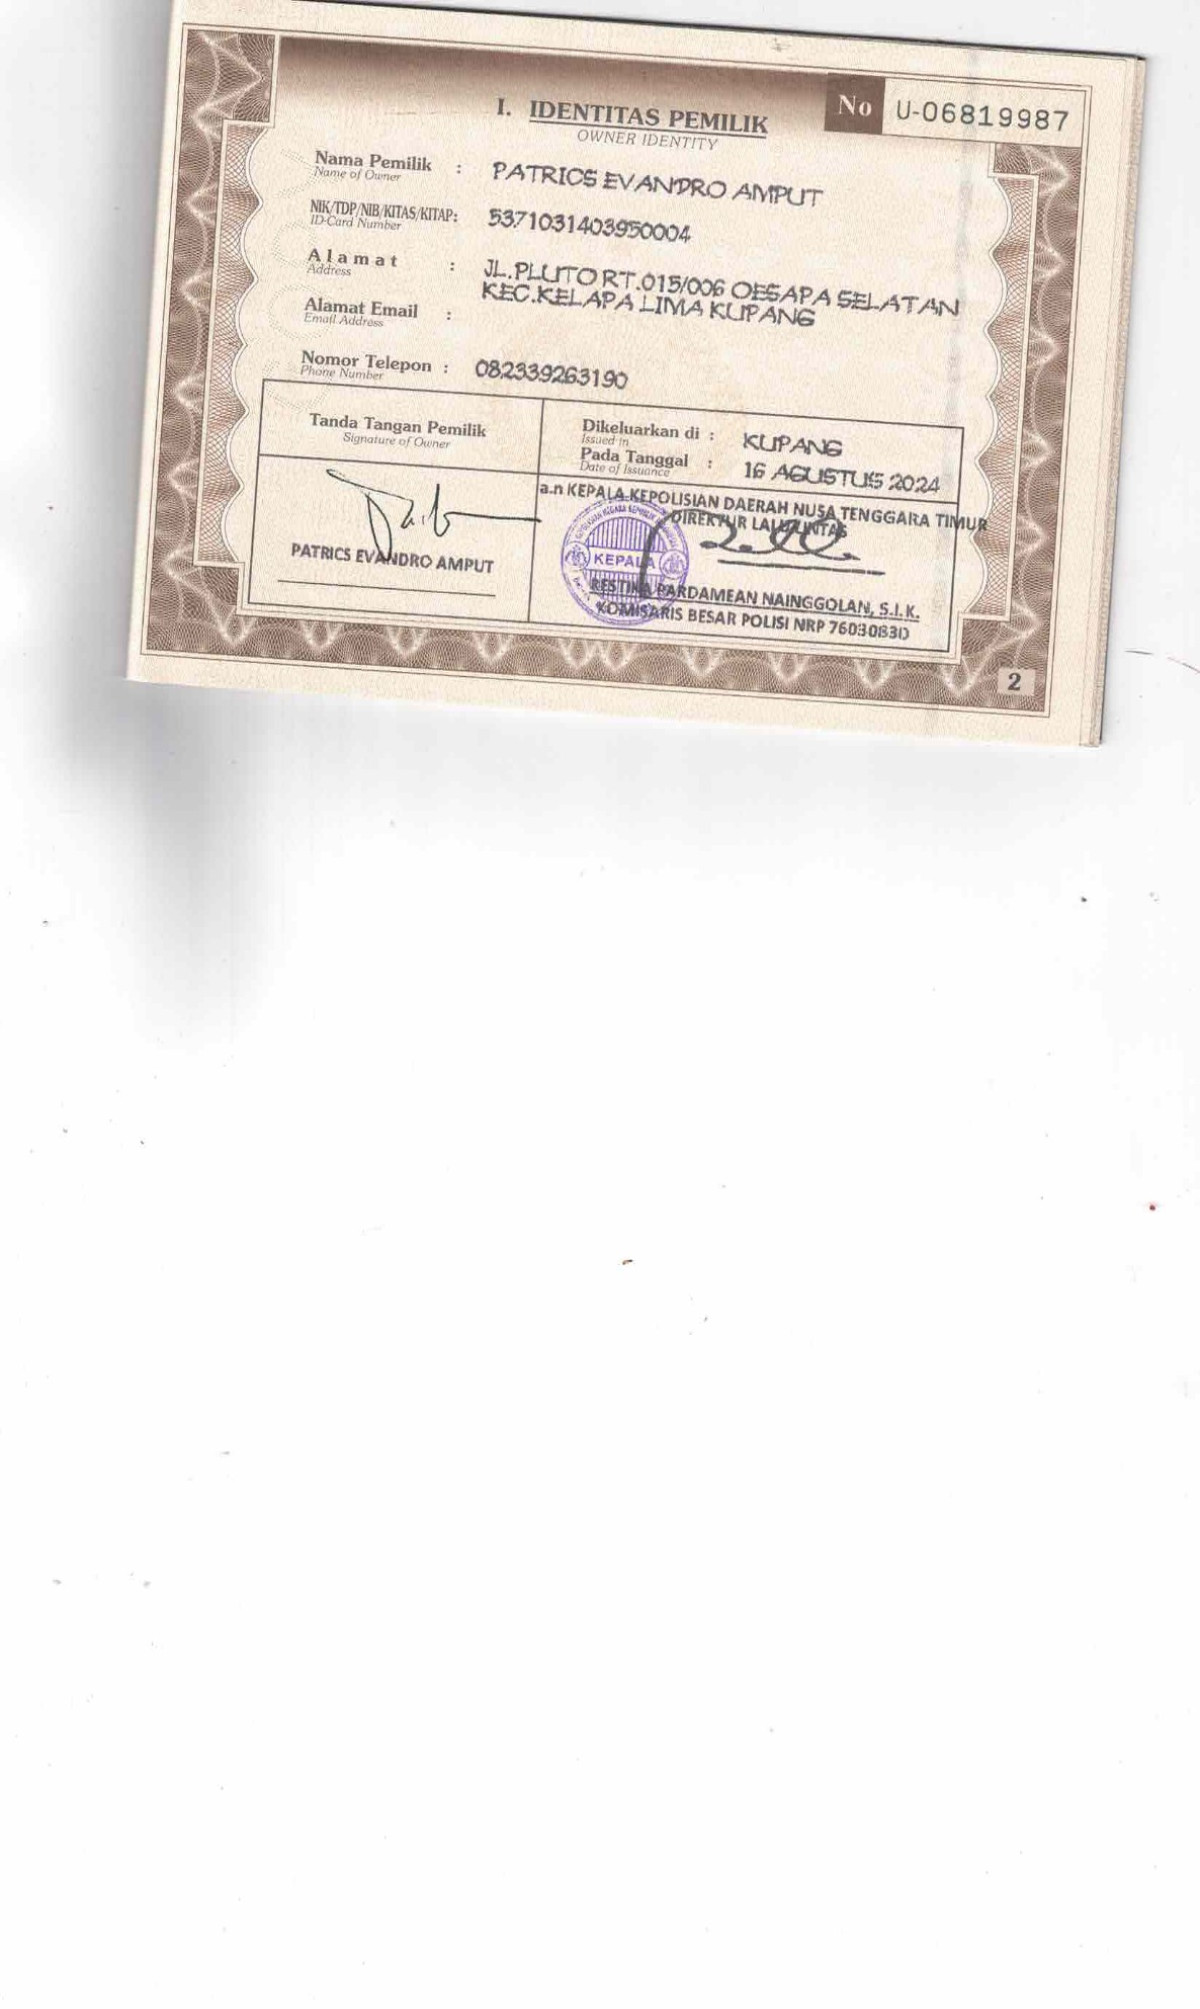 I. IDENTITAS PEMILIK
OWNER IDENTITY
No U-06819987
Nama Pemilik : PATRICS EVANDRO AMPUT
Name of Owner
NIK/TDP/NIB/KITAS/KITAP: 5371031403950004
ID-Card Number
Alamat : JL.PLUTO RT.015/006 OESAPA SELATAN
Address
KEC.KELAPA LIMA KUPANG
Alamat Email :
Email Address
Nomor Telepon : 082339263190
Phone Number
Tanda Tangan Pemilik
Signature of Owner
PATRICS EVANDRO AMPUT
Dikeluarkan di : KUPANG
Issued in
Pada Tanggal : 16 AGUSTUS 2024
Date of Issuance
a.n KEPALA KEPOLISIAN DAERAH NUSA TENGGARA TIMUR
DIREKTUR LALU LINTAS
KEPALA
RESTIKA PARDAMEAN NAINGGOLAN, S.I.K.
KOMISARIS BESAR POLISI NRP 76030830
2